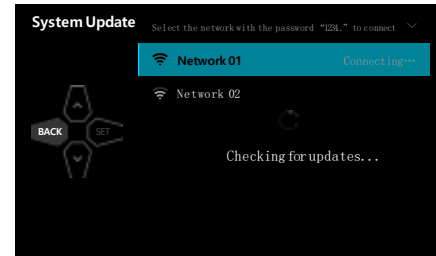 System Update
Select the network with the password “1234.” to connect
Network 01 Connecting···
Network 02
BACK SET
Checking for updates...